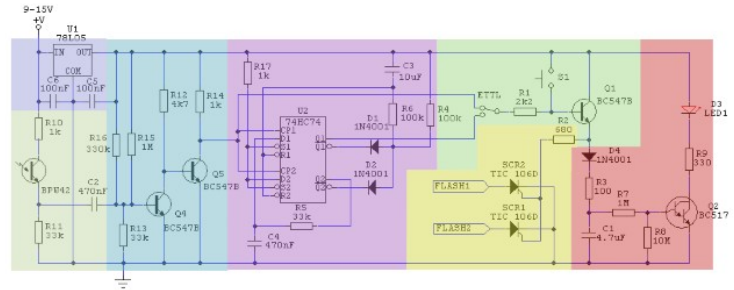 9-15V
+V
U1
78L05
IN OUT
COM
C6
100nF
C5
100nF
R10
1k
BPW42
R11
33k
R16
330k
R15
1M
C2
470nF
R13
33k
R12
4k7
R14
1k
Q4
BC547B
Q5
BC547B
R17
1k
U2
74HC74
CP1
D1
S1
R1
CP2
D2
S2
R2
Q1
Q1
Q2
Q2
R5
33k
C4
470nF
C3
10uF
D1
1N4001
D2
1N4001
R6
100k
R4
100k
ETTL
R1
2k2
S1
Q1
BC547B
R2
680
SCR2
TIC 106D
FLASH1
SCR1
TIC 106D
FLASH2
D4
1N4001
R3
100
R7
1M
C1
4.7uF
R8
10M
D3
LED1
R9
330
Q2
BC517